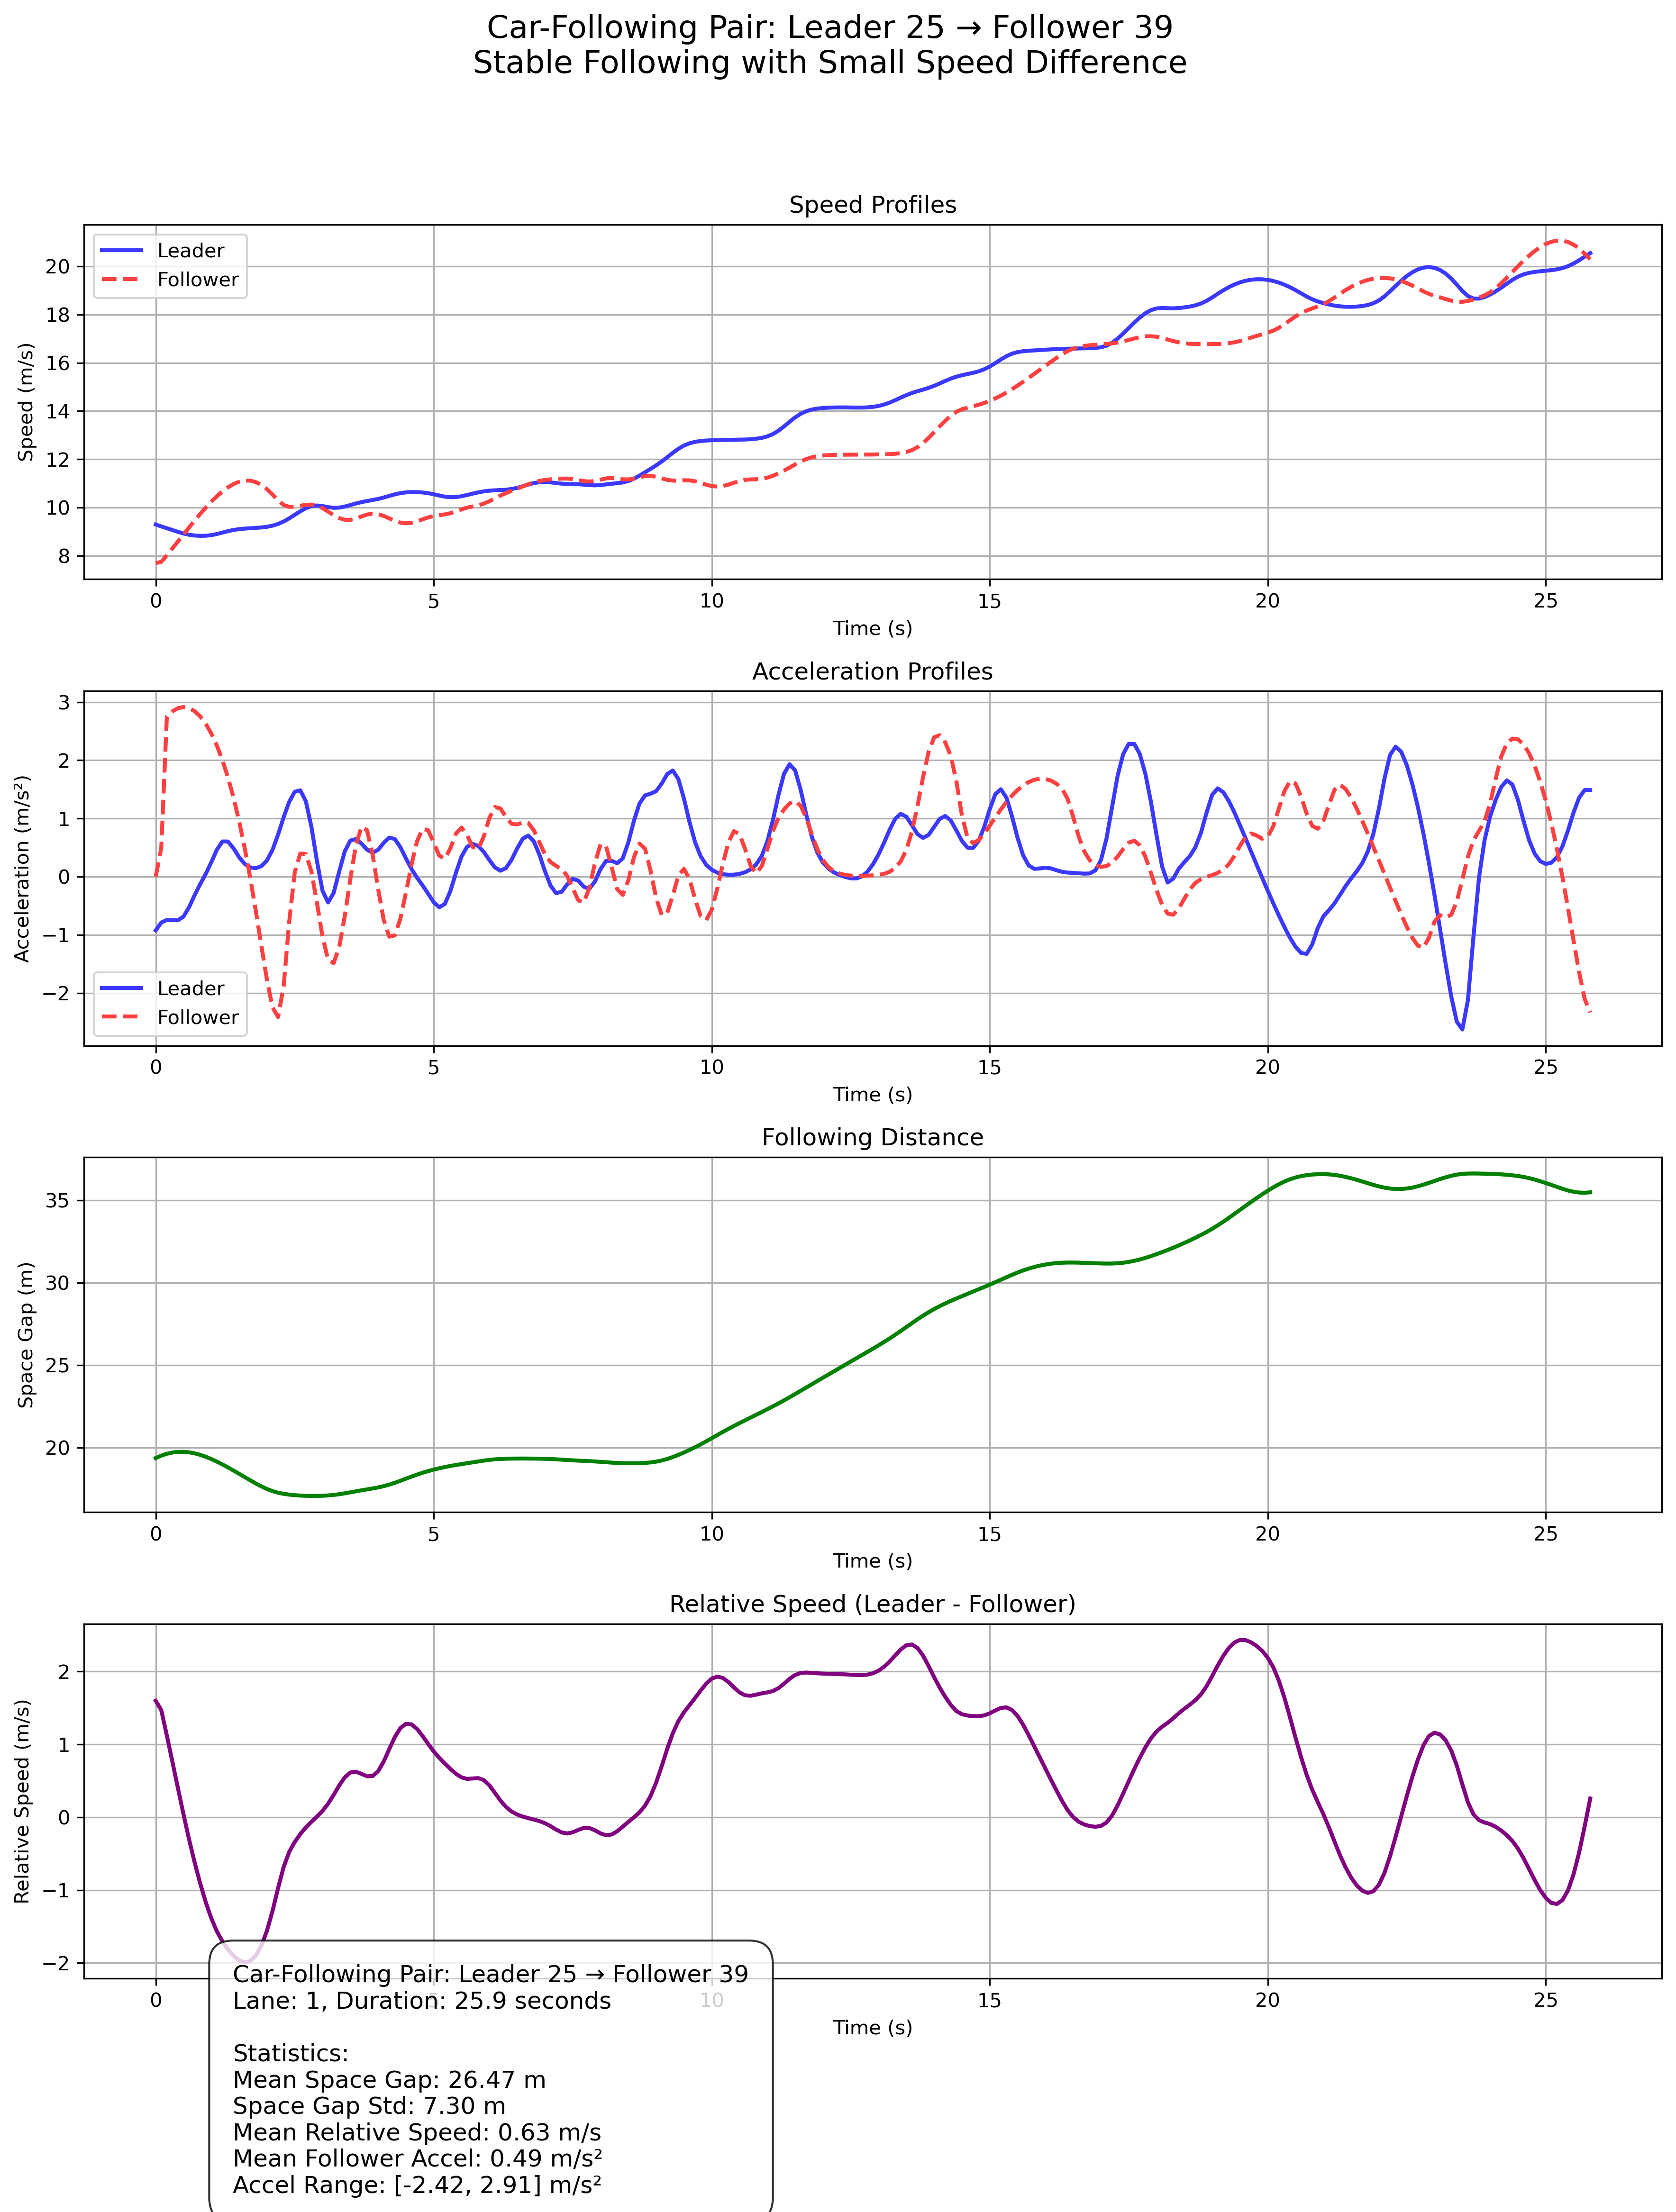 Car-Following Pair: Leader 25 → Follower 39
Stable Following with Small Speed Difference
Speed Profiles
Leader
Follower
Speed (m/s)
20
18
16
14
12
10
8
0 5 10 15 20 25
Time (s)
Acceleration Profiles
Acceleration (m/s²)
3
2
1
0
−1
−2
Leader
Follower
0 5 10 15 20 25
Time (s)
Following Distance
Space Gap (m)
35
30
25
20
0 5 10 15 20 25
Time (s)
Relative Speed (Leader - Follower)
Relative Speed (m/s)
2
1
0
−1
−2
0 5 10 15 20 25
Time (s)
Car-Following Pair: Leader 25 → Follower 39
Lane: 1, Duration: 25.9 seconds
Statistics:
Mean Space Gap: 26.47 m
Space Gap Std: 7.30 m
Mean Relative Speed: 0.63 m/s
Mean Follower Accel: 0.49 m/s²
Accel Range: [-2.42, 2.91] m/s²